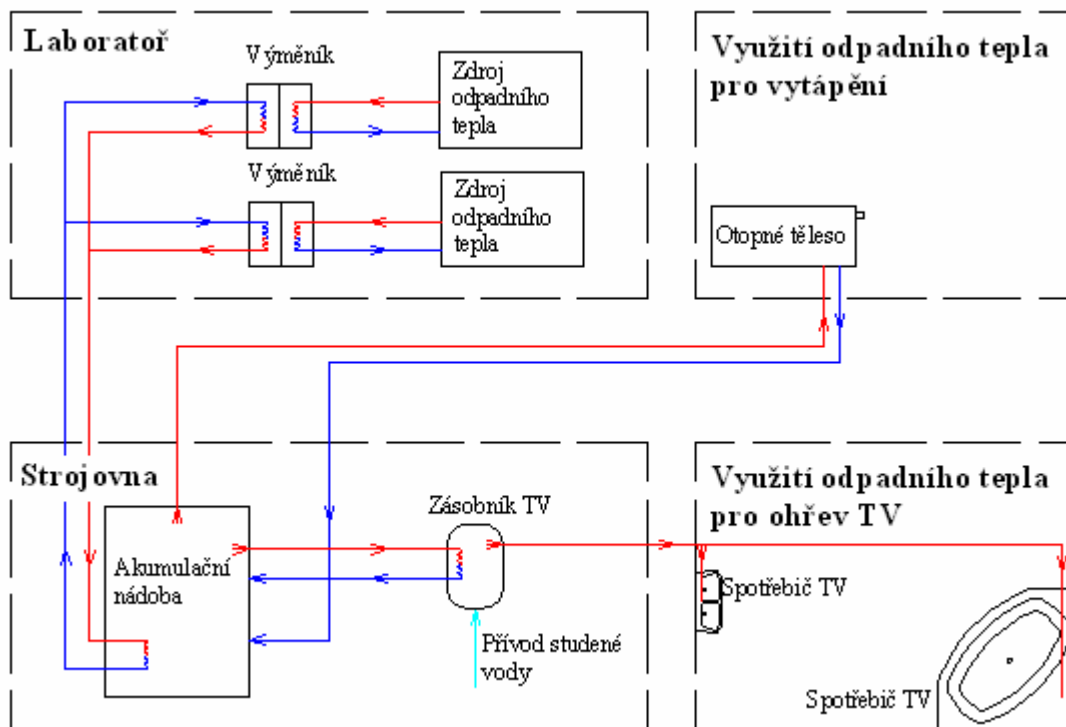 Laboratoř
Výměník
Zdroj
odpadního
tepla
Výměník
Zdroj
odpadního
tepla
Využití odpadního tepla
pro vytápění
Otopné těleso
Strojovna
Akumulační
nádoba
Zásobník TV
Přívod studené
vody
Využití odpadního tepla
pro ohřev TV
Spotřebič TV
Spotřebič TV